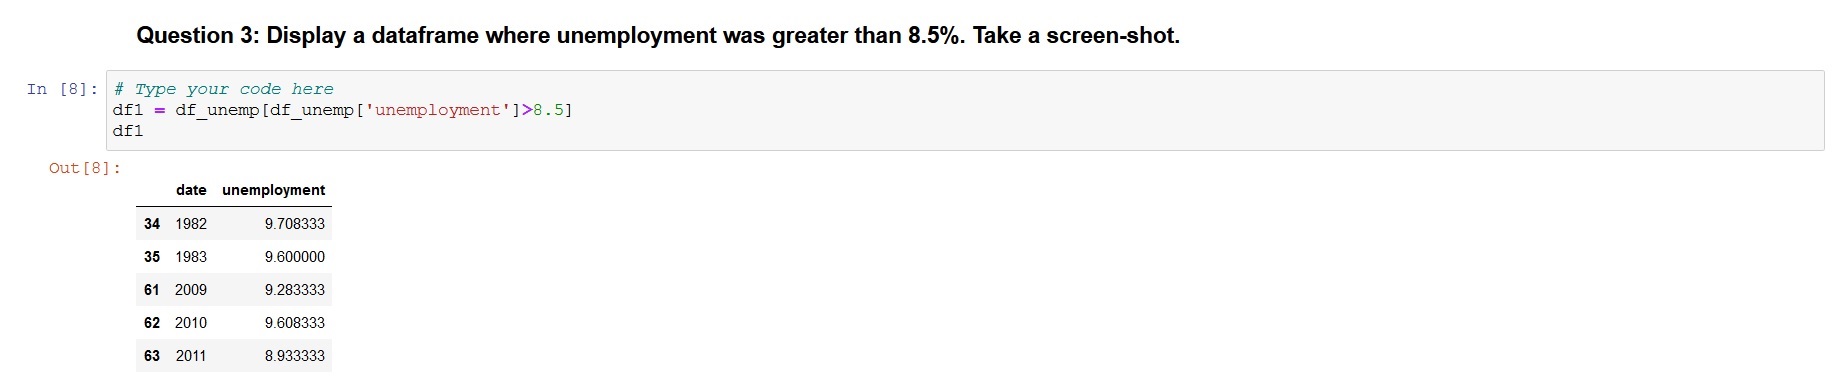 Question 3: Display a dataframe where unemployment was greater than 8.5%. Take a screen-shot.
In [8]: # Type your code here
df1 = df_unemp[df_unemp['unemployment']>8.5]
df1
Out[8]:
date unemployment
34 1982 9.708333
35 1983 9.600000
61 2009 9.283333
62 2010 9.608333
63 2011 8.933333